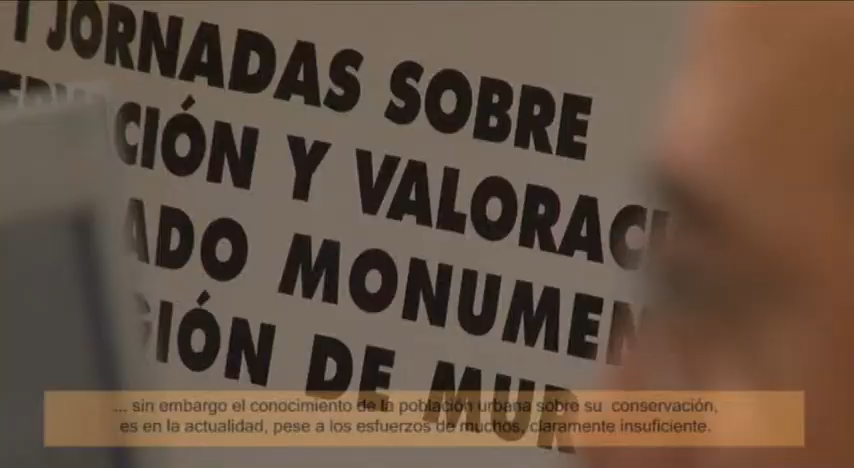 I JORNADAS SOBRE
CIÓN Y VALORAC
ADO MONUMEN
GIÓN DE MUR
... sin embargo el conocimiento de la población urbana sobre su conservación,
es en la actualidad, pese a los esfuerzos de muchos, claramente insuficiente.